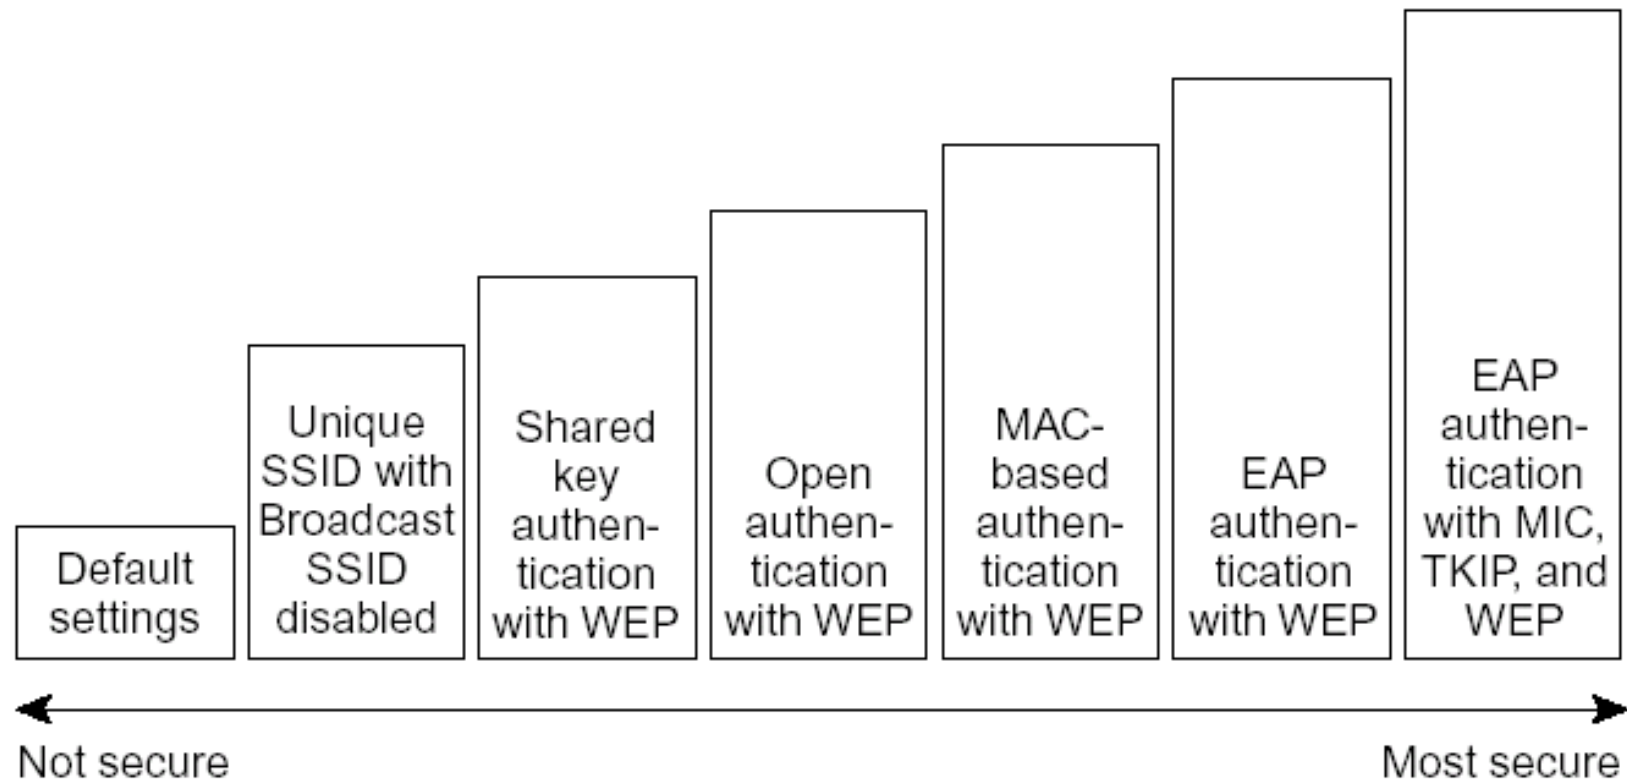 Default
settings
Unique
SSID with
Broadcast
SSID
disabled
Shared
key
authen-
tication
with WEP
Open
authen-
tication
with WEP
MAC-
based
authen-
tication
with WEP
EAP
authen-
tication
with WEP
EAP
authen-
tication
with MIC,
TKIP, and
WEP
Not secure
Most secure